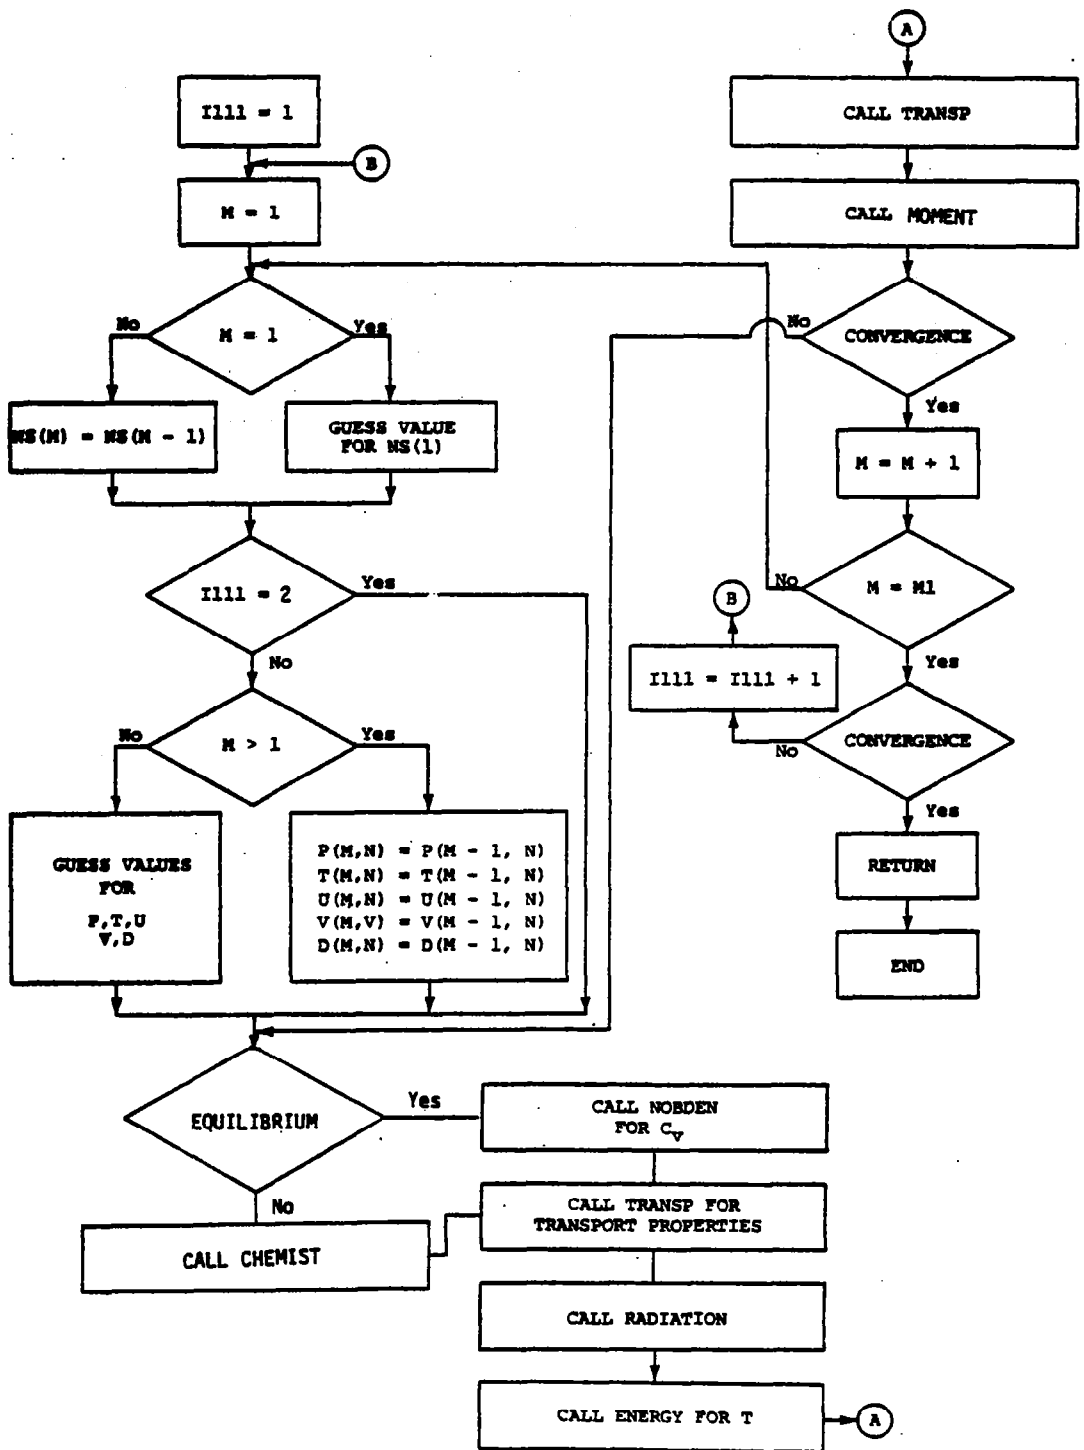 I111 = 1
B
M = 1
M = 1
No
Yes
NS(M) = NS(M - 1)
GUESS VALUE
FOR NS(1)
I111 = 2
Yes
No
M > 1
No
Yes
GUESS VALUES
FOR
P,T,U
V,D
P(M,N) = P(M - 1, N)
T(M,N) = T(M - 1, N)
U(M,N) = U(M - 1, N)
V(M,V) = V(M - 1, N)
D(M,N) = D(M - 1, N)
EQUILIBRIUM
Yes
No
CALL CHEMIST
CALL NOBDEN
FOR Cv
CALL TRANSP FOR
TRANSPORT PROPERTIES
CALL RADIATION
CALL ENERGY FOR T
A
A
CALL TRANSP
CALL MOMENT
CONVERGENCE
No
Yes
M = M + 1
M = M1
No
Yes
B
I111 = I111 + 1
CONVERGENCE
No
Yes
RETURN
END